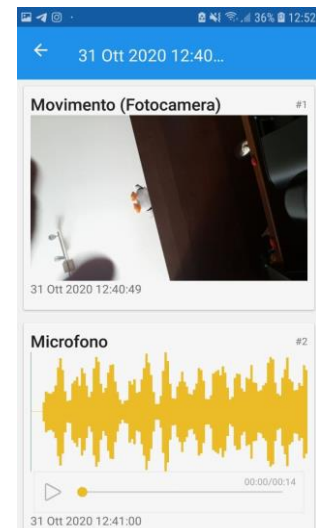 36% 12:52
31 Ott 2020 12:40...
Movimento (Fotocamera)
#1
31 Ott 2020 12:40:49
Microfono
#2
00:00/00:14
31 Ott 2020 12:41:00